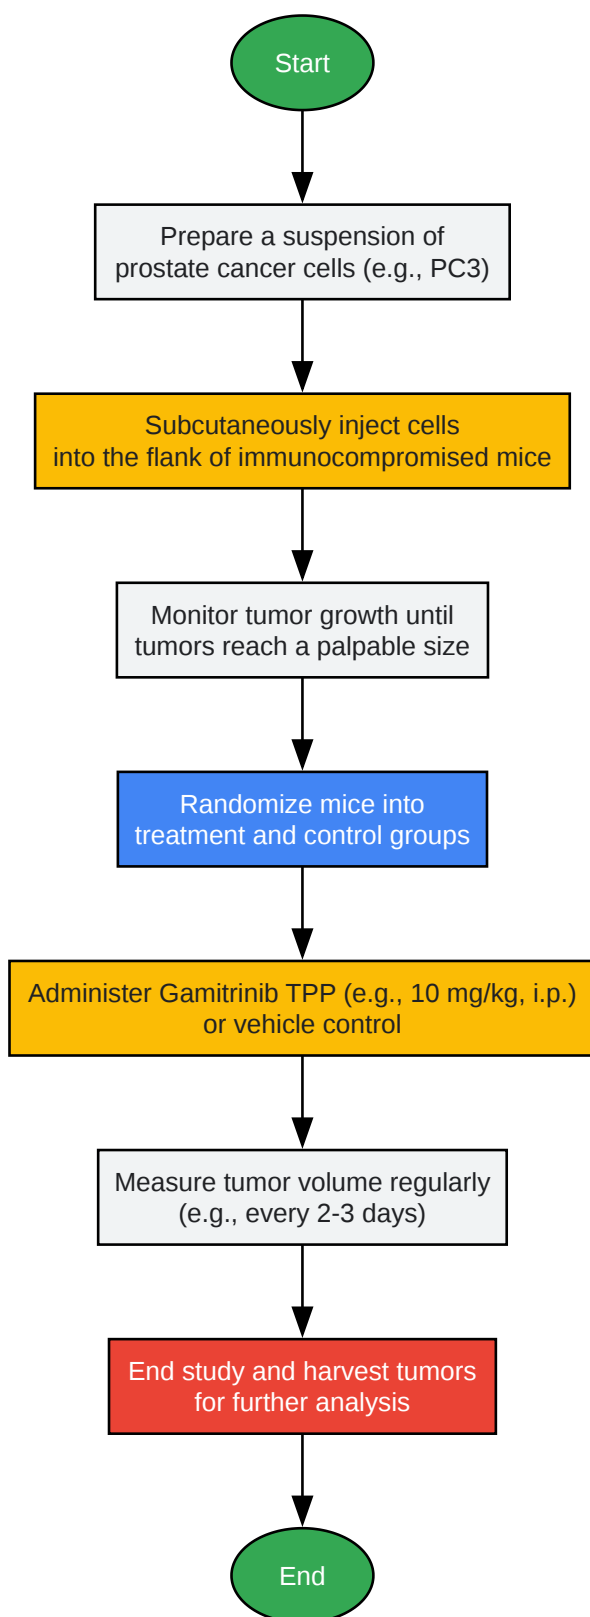 Start
Prepare a suspension of
prostate cancer cells (e.g., PC3)
Subcutaneously inject cells
into the flank of immunocompromised mice
Monitor tumor growth until
tumors reach a palpable size
Randomize mice into
treatment and control groups
Administer Gamitrinib TPP (e.g., 10 mg/kg, i.p.)
or vehicle control
Measure tumor volume regularly
(e.g., every 2-3 days)
End study and harvest tumors
for further analysis
End